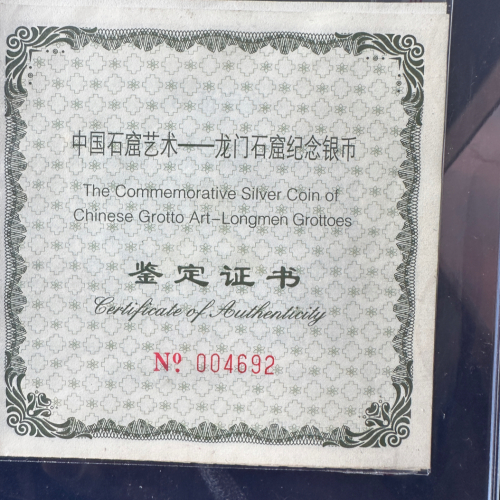 中国石窟艺术——龙门石窟纪念银币
The Commemorative Silver Coin of
Chinese Grotto Art-Longmen Grottoes
鉴定证书
Certificate of Authenticity
Nº 004692